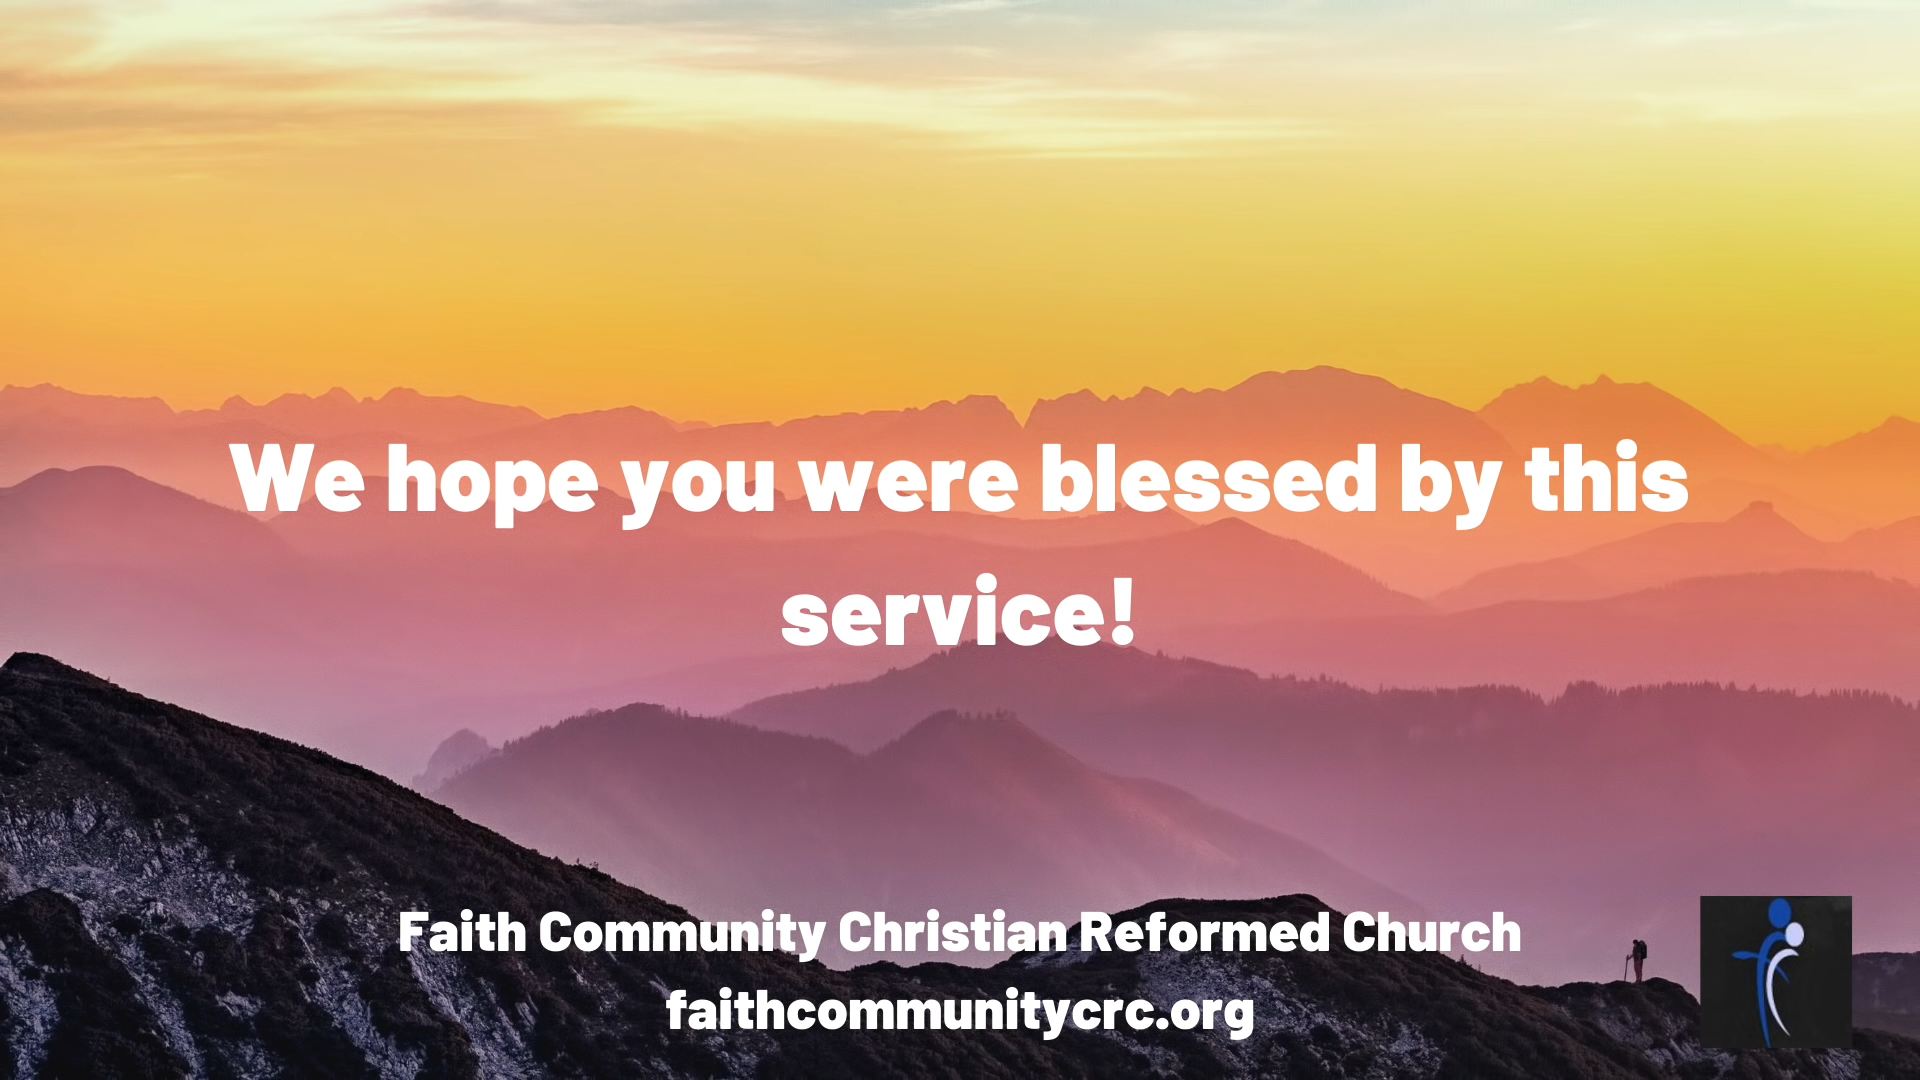 We hope you were blessed by this
service!
Faith Community Christian Reformed Church
faithcommunitycrc.org